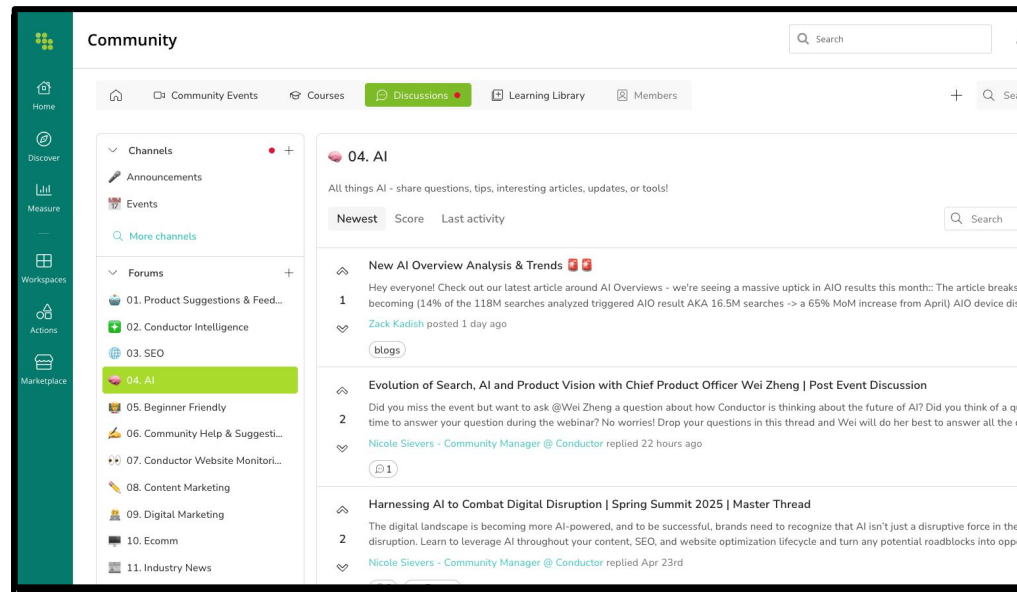 Community
Search
Home
Discover
Measure
Workspaces
Actions
Marketplace
Community Events
Courses
Discussions
Learning Library
Members
Channels
Announcements
Events
More channels
Forums
01. Product Suggestions & Feed...
02. Conductor Intelligence
03. SEO
04. AI
05. Beginner Friendly
06. Community Help & Suggesti...
07. Conductor Website Monitori...
08. Content Marketing
09. Digital Marketing
10. Ecomm
11. Industry News
04. AI
All things AI - share questions, tips, interesting articles, updates, or tools!
Newest Score Last activity
Search
New AI Overview Analysis & Trends
Hey everyone! Check out our latest article around AI Overviews - we're seeing a massive uptick in AIO results this month:: The article breaks
1
becoming (14% of the 118M searches analyzed triggered AIO result AKA 16.5M searches -> a 65% MoM increase from April) AIO device
Zack Kadish posted 1 day ago
blogs
Evolution of Search, AI and Product Vision with Chief Product Officer Wei Zheng | Post Event Discussion
Did you miss the event but want to ask @Wei Zheng a question about how Conductor is thinking about the future of AI? Did you think of a
2
time to answer your question during the webinar? No worries! Drop your questions in this thread and Wei will do her best to answer all the
Nicole Sievers - Community Manager @ Conductor replied 22 hours ago
1
Harnessing AI to Combat Digital Disruption | Spring Summit 2025 | Master Thread
The digital landscape is becoming more AI-powered, and to be successful, brands need to recognize that AI isn't just a disruptive force in the
2
disruption. Learn to leverage AI throughout your content, SEO, and website optimization lifecycle and turn any potential roadblocks into
Nicole Sievers - Community Manager @ Conductor replied Apr 23rd